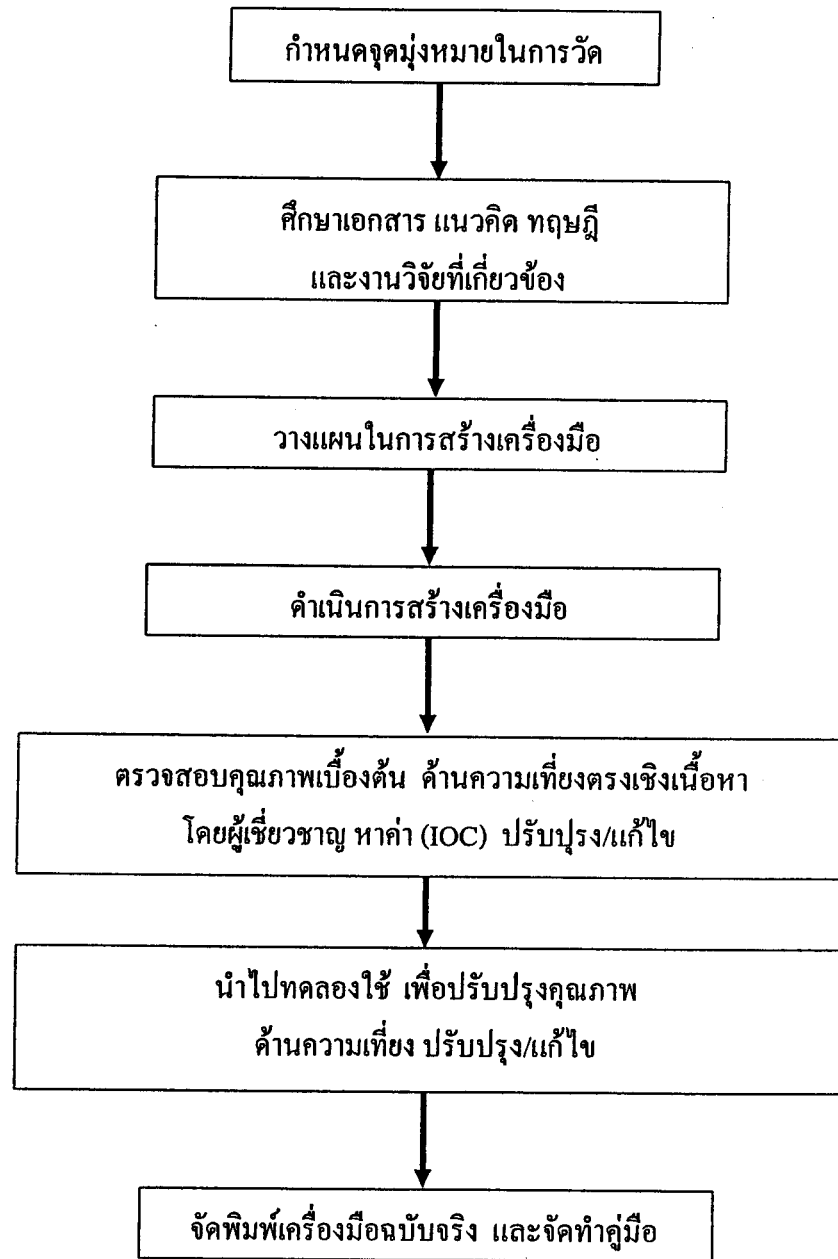 กำหนดจุดมุ่งหมายในการวัด
ศึกษาเอกสาร แนวคิด ทฤษฎี
และงานวิจัยที่เกี่ยวข้อง
วางแผนในการสร้างเครื่องมือ
ดำเนินการสร้างเครื่องมือ
ตรวจสอบคุณภาพเบื้องต้น ด้านความเที่ยงตรงเชิงเนื้อหา
โดยผู้เชี่ยวชาญ หาค่า (IOC) ปรับปรุง/แก้ไข
นำไปทดลองใช้ เพื่อปรับปรุงคุณภาพ
ด้านความเที่ยง ปรับปรุง/แก้ไข
จัดพิมพ์เครื่องมือฉบับจริง และจัดทำคู่มือ